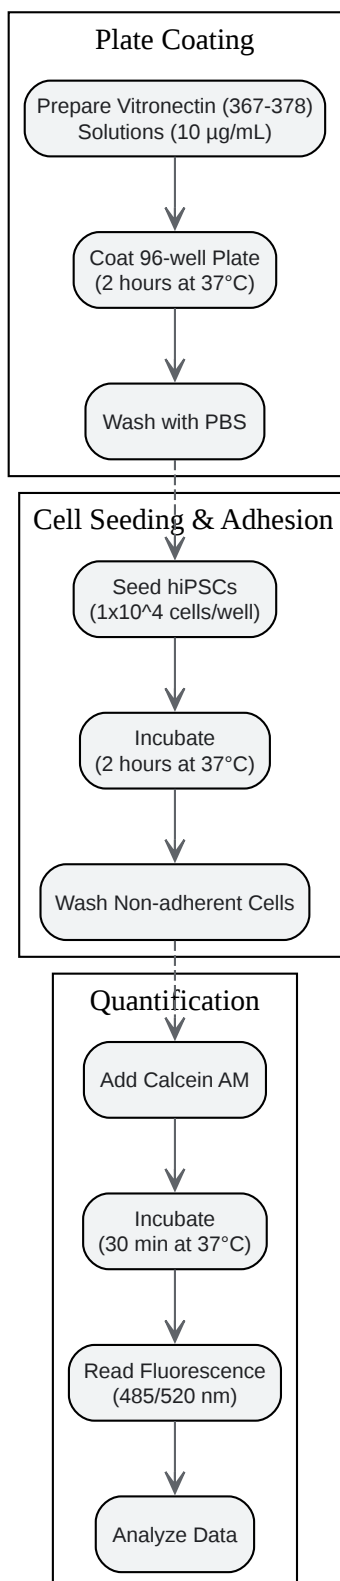 Plate Coating
Prepare Vitronectin (367-378)
Solutions (10 µg/mL)
Coat 96-well Plate
(2 hours at 37°C)
Wash with PBS
Cell Seeding & Adhesion
Seed hiPSCs
(1x10^4 cells/well)
Incubate
(2 hours at 37°C)
Wash Non-adherent Cells
Quantification
Add Calcein AM
Incubate
(30 min at 37°C)
Read Fluorescence
(485/520 nm)
Analyze Data